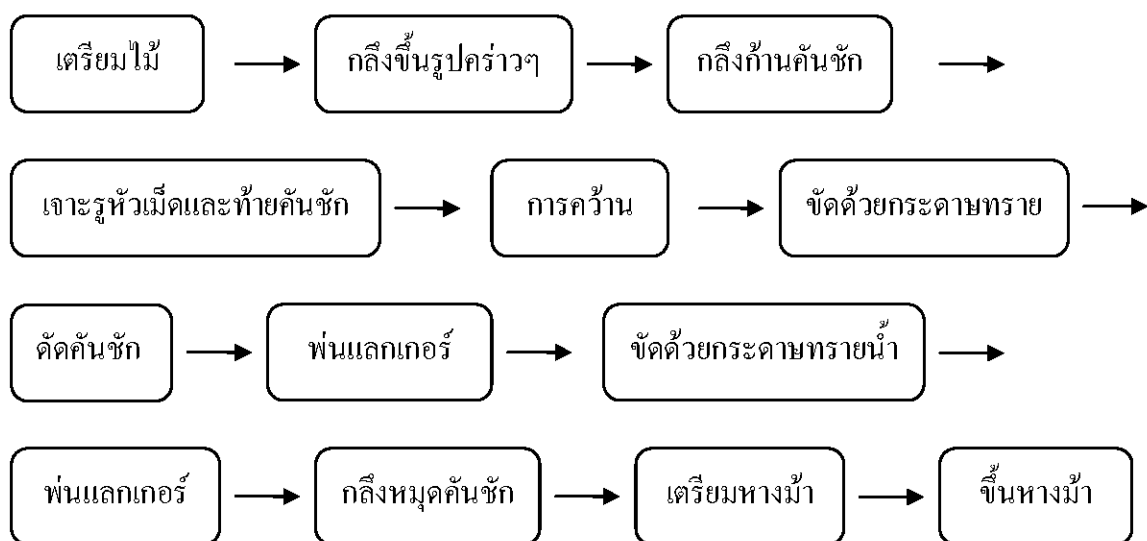 เตรียมไม้
กลึงขึ้นรูปคร่าวๆ
กลึงก้านคันชัก
เจาะรูหัวเม็ดและท้ายคันชัก
การคว้าน
ขัดด้วยกระดาษทราย
ดัดคันชัก
พ่นแลกเกอร์
ขัดด้วยกระดาษทรายน้ำ
พ่นแลกเกอร์
กลึงหมุดคันชัก
เตรียมหางม้า
ขึ้นหางม้า